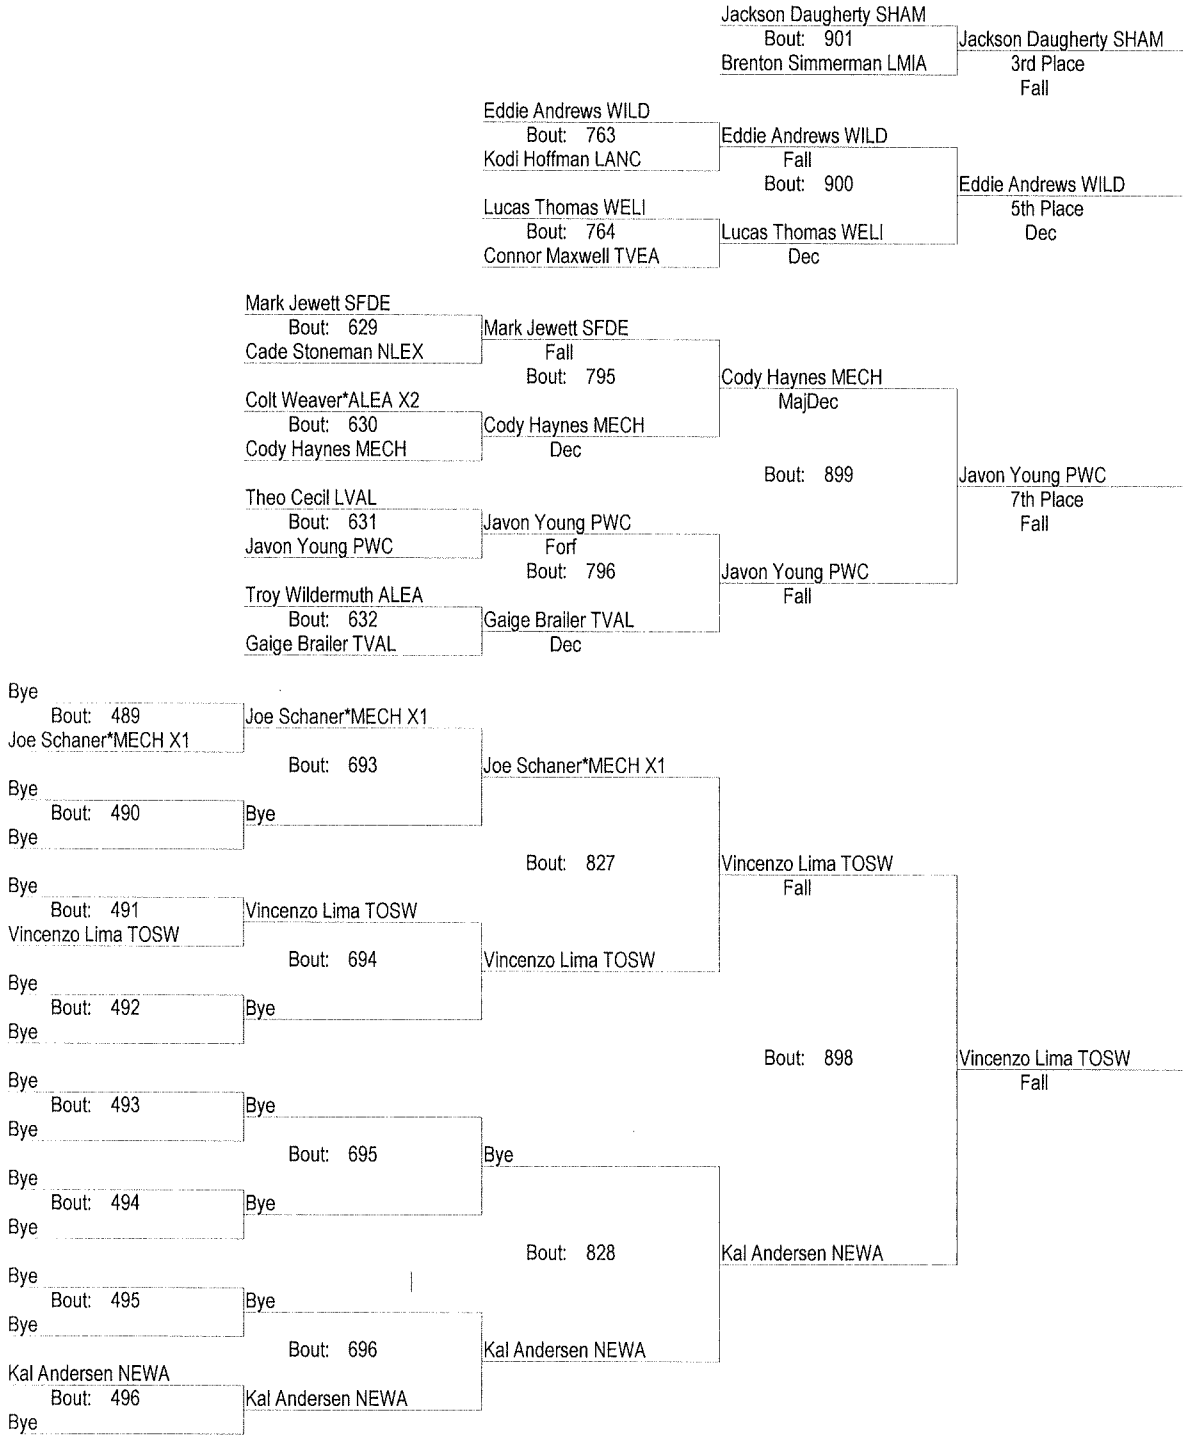 Jackson Daugherty SHAM
Bout: 901
Brenton Simmerman LMIA
Jackson Daugherty SHAM
3rd Place
Fall
Eddie Andrews WILD
Bout: 763
Kodi Hoffman LANC
Eddie Andrews WILD
Fall
Bout: 900
Eddie Andrews WILD
5th Place
Dec
Lucas Thomas WELI
Bout: 764
Connor Maxwell TVEA
Lucas Thomas WELI
Dec
Mark Jewett SFDE
Bout: 629
Cade Stoneman NLEX
Mark Jewett SFDE
Fall
Bout: 795
Cody Haynes MECH
MajDec
Colt Weaver*ALEA X2
Bout: 630
Cody Haynes MECH
Cody Haynes MECH
Dec
Bout: 899
Javon Young PWC
7th Place
Fall
Theo Cecil LVAL
Bout: 631
Javon Young PWC
Javon Young PWC
Forf
Bout: 796
Javon Young PWC
Fall
Troy Wildermuth ALEA
Bout: 632
Gaige Brailer TVAL
Gaige Brailer TVAL
Dec
Bye
Bout: 489
Joe Schaner*MECH X1
Joe Schaner*MECH X1
Bout: 693
Joe Schaner*MECH X1
Bye
Bout: 490
Bye
Bye
Bout: 827
Vincenzo Lima TOSW
Fall
Bye
Bout: 491
Vincenzo Lima TOSW
Vincenzo Lima TOSW
Bout: 694
Vincenzo Lima TOSW
Bye
Bout: 492
Bye
Bye
Bout: 898
Vincenzo Lima TOSW
Fall
Bye
Bout: 493
Bye
Bye
Bout: 695
Bye
Bye
Bout: 494
Bye
Bye
Bout: 828
Kal Andersen NEWA
Bye
Bout: 495
Bye
Bye
Bout: 696
Kal Andersen NEWA
Kal Andersen NEWA
Bout: 496
Bye
Kal Andersen NEWA